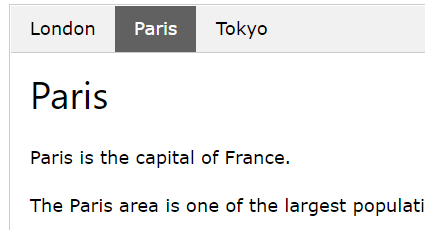 London Paris Tokyo
Paris
Paris is the capital of France.
The Paris area is one of the largest